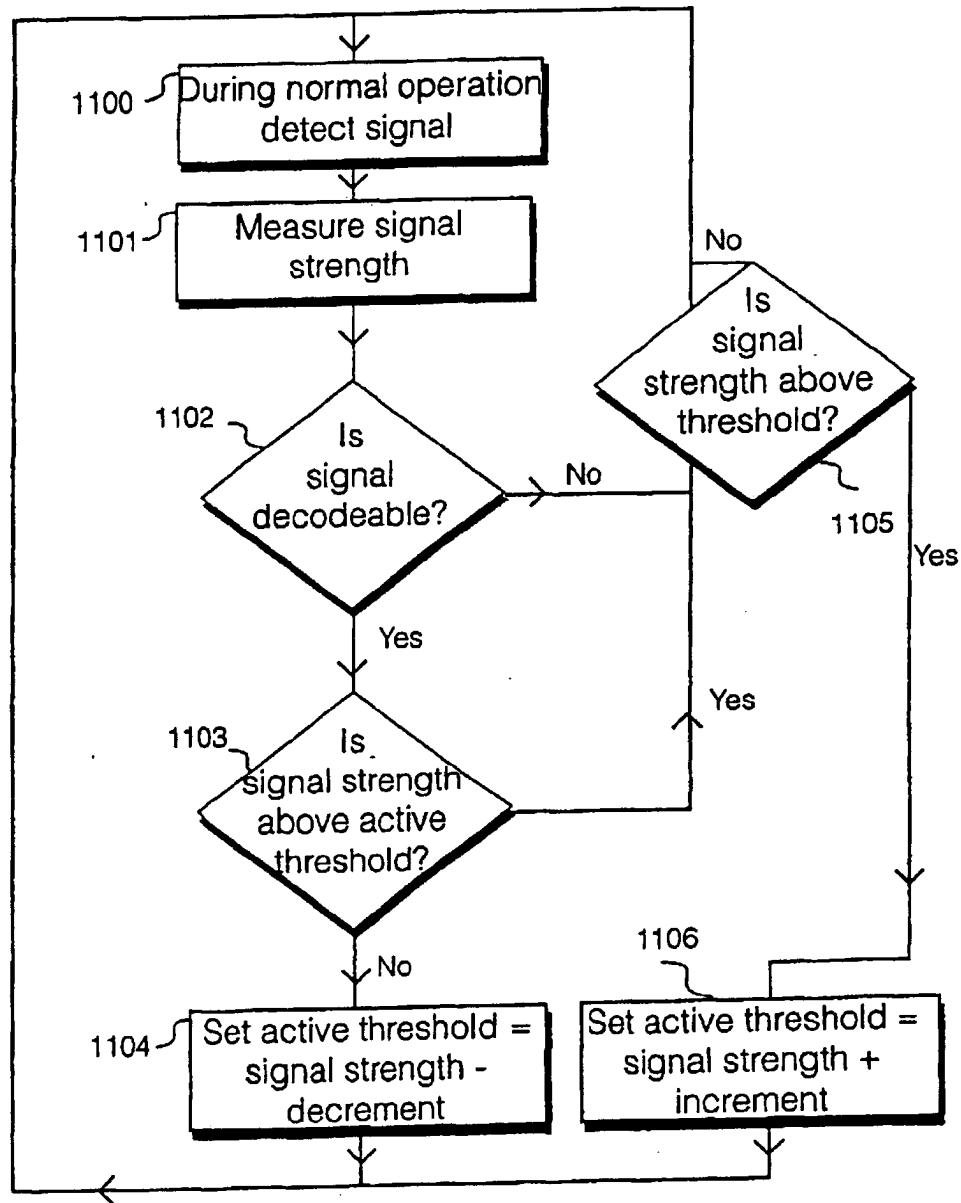 1100
During normal operation
detect signal
1101
Measure signal
strength
No
Is
signal
strength above
threshold?
1105
Yes
1102
Is
signal
decodeable?
No
Yes
1103
Is
signal strength
above active
threshold?
Yes
No
1104
Set active threshold =
signal strength -
decrement
1106
Set active threshold =
signal strength +
increment